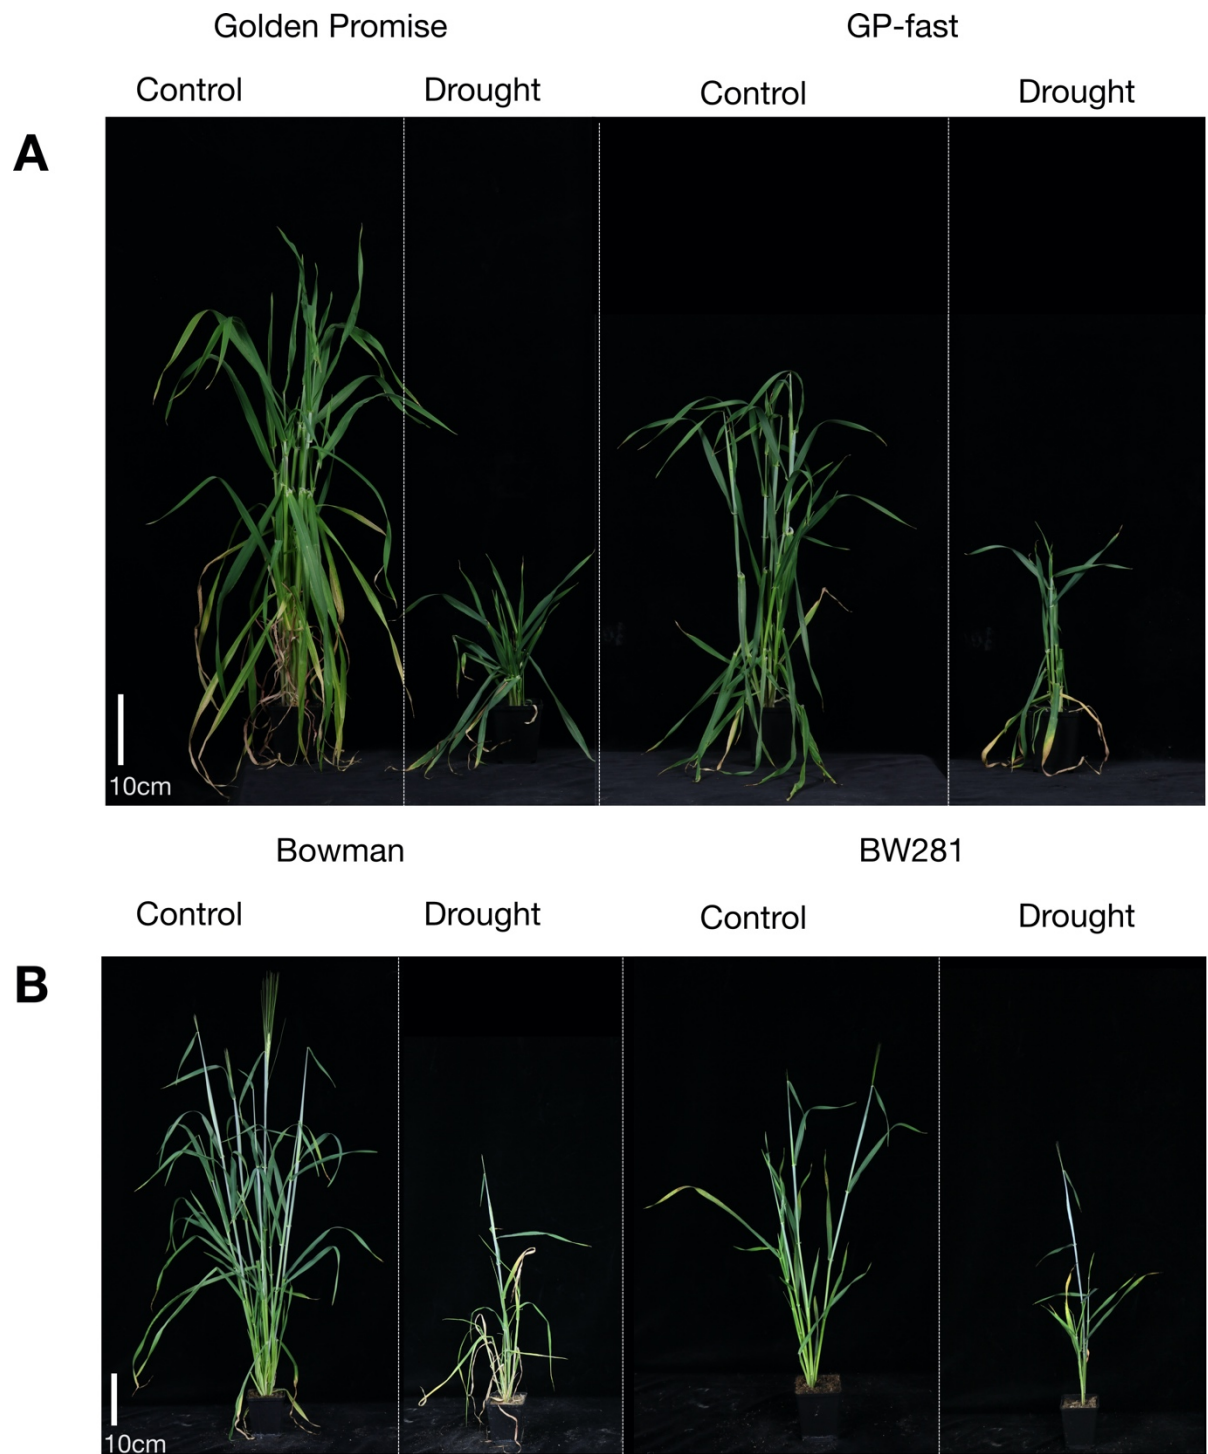 Golden Promise GP-fast
Control Drought Control Drought
A
10cm
Bowman BW281
Control Drought Control Drought
B
10cm